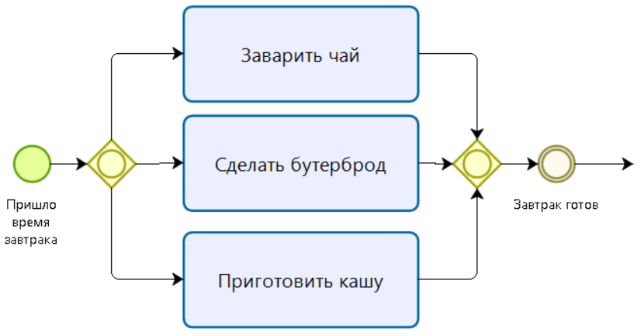 Заварить чай
Сделать бутерброд
Пришло
время
завтрака
Завтрак готов
Приготовить кашу